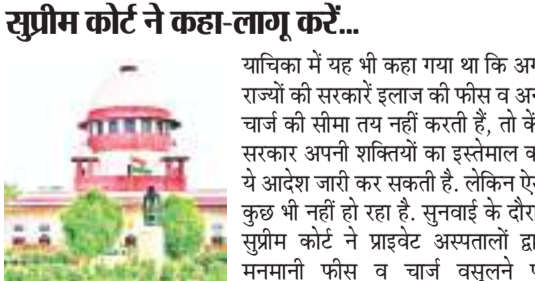 सुप्रीम कोर्ट ने कहा-लागू करें...
याचिका में यह भी कहा गया था कि
राज्यों की सरकारें इलाज की फीस व
चार्ज की सीमा तय नहीं करती हैं, तो
सरकार अपनी शक्तियों का इस्तेमाल
ये आदेश जारी कर सकती है. लेकिन
कुछ भी नहीं हो रहा है. सुनवाई के
सुप्रीम कोर्ट ने प्राइवेट अस्पतालों
मनमानी फीस व चार्ज वसूलने